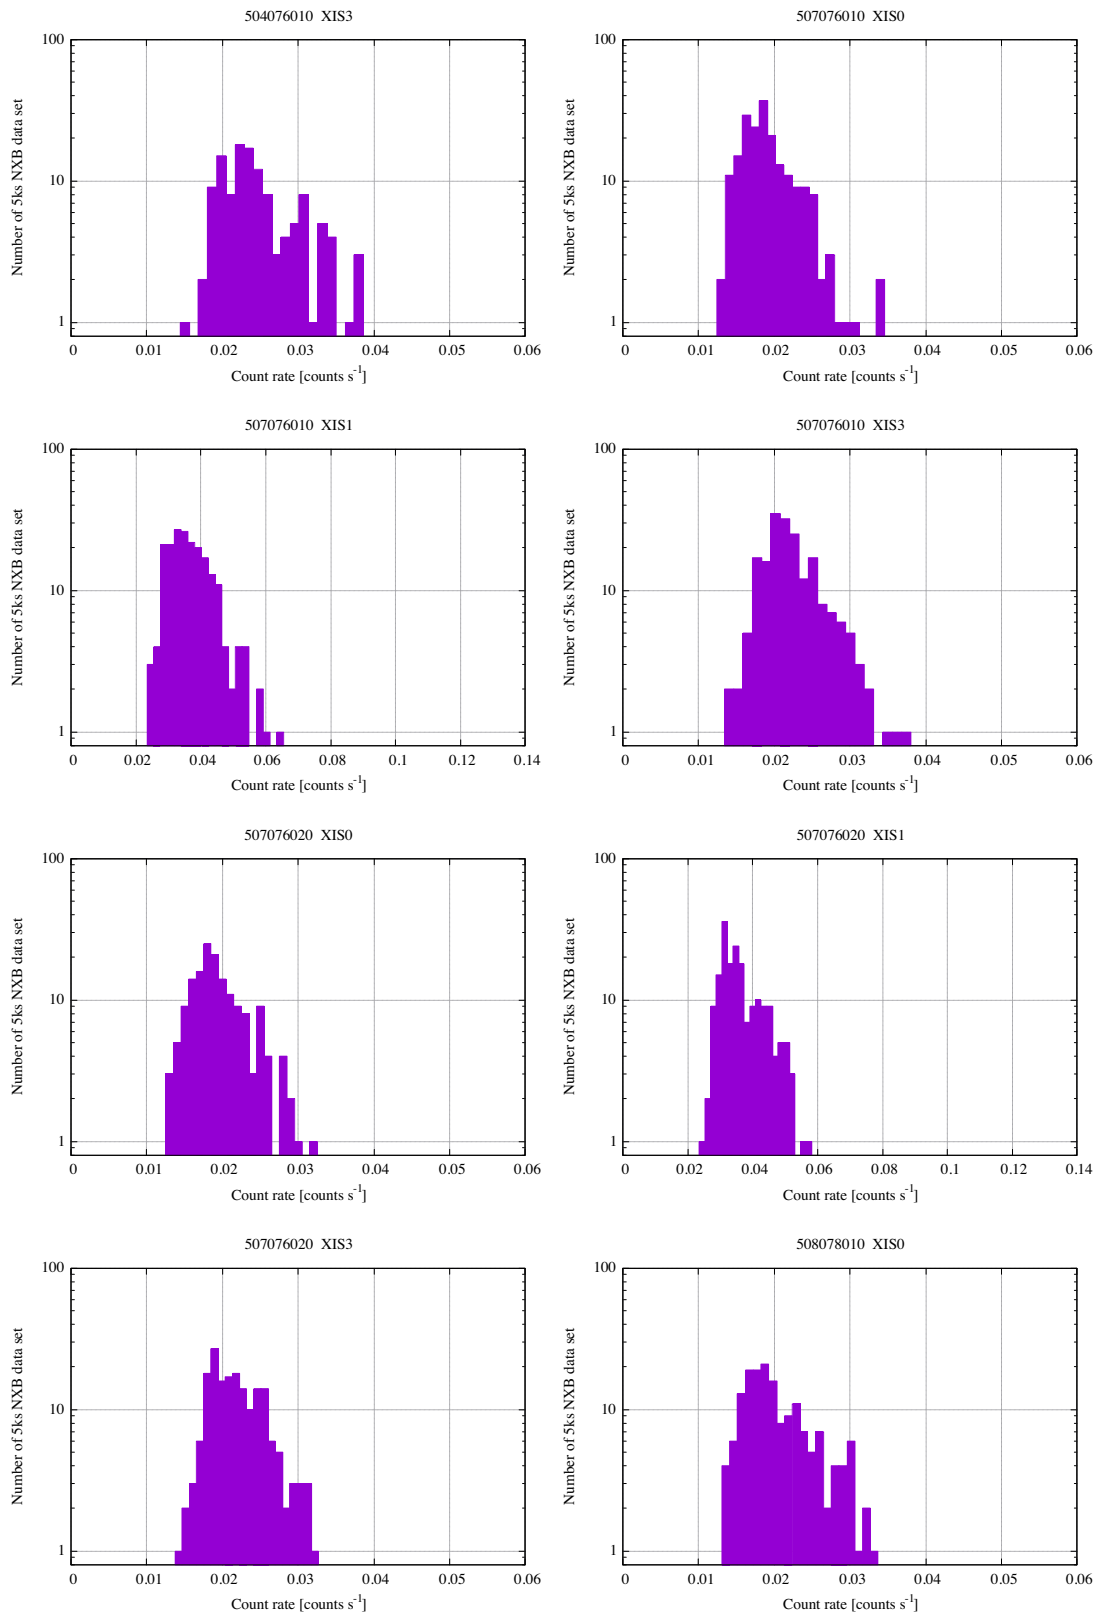 504076010 XIS3
100
10
1
0 0.01 0.02 0.03 0.04 0.05 0.06
Number of 5ks NXB data set
Count rate [counts s-1]
507076010 XIS0
100
10
1
0 0.01 0.02 0.03 0.04 0.05 0.06
Number of 5ks NXB data set
Count rate [counts s-1]
507076010 XIS1
100
10
1
0 0.02 0.04 0.06 0.08 0.1 0.12 0.14
Number of 5ks NXB data set
Count rate [counts s-1]
507076010 XIS3
100
10
1
0 0.01 0.02 0.03 0.04 0.05 0.06
Number of 5ks NXB data set
Count rate [counts s-1]
507076020 XIS0
100
10
1
0 0.01 0.02 0.03 0.04 0.05 0.06
Number of 5ks NXB data set
Count rate [counts s-1]
507076020 XIS1
100
10
1
0 0.02 0.04 0.06 0.08 0.1 0.12 0.14
Number of 5ks NXB data set
Count rate [counts s-1]
507076020 XIS3
100
10
1
0 0.01 0.02 0.03 0.04 0.05 0.06
Number of 5ks NXB data set
Count rate [counts s-1]
508078010 XIS0
100
10
1
0 0.01 0.02 0.03 0.04 0.05 0.06
Number of 5ks NXB data set
Count rate [counts s-1]